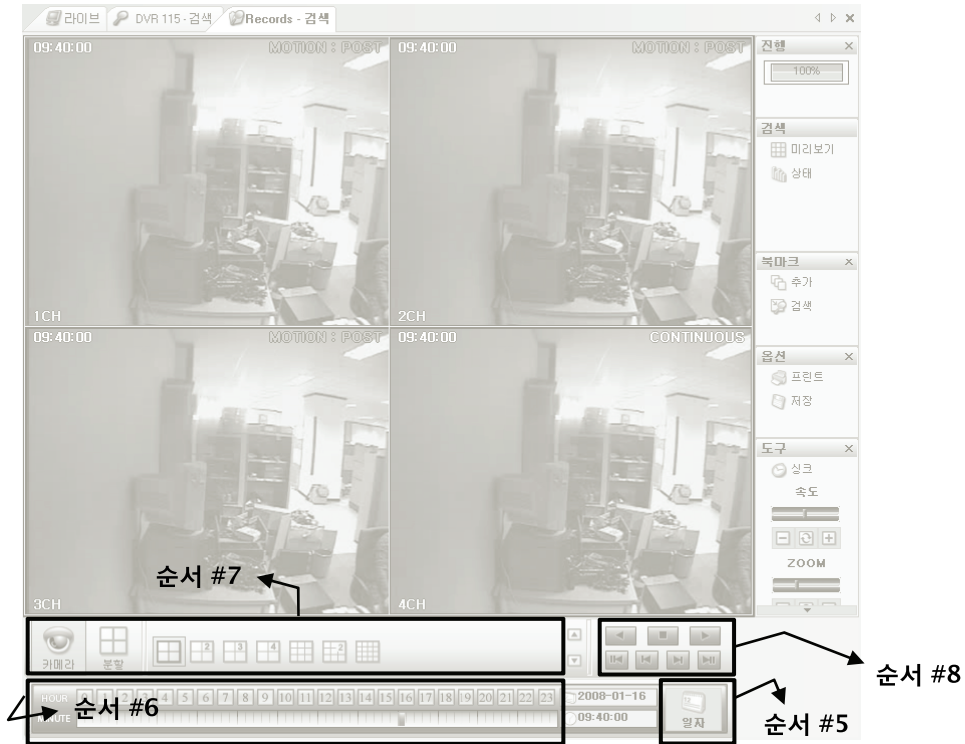 라이브 DVR 115 - 검색 Records - 검색
09:40:00 MOTION : POST
1CH
09:40:00 MOTION : POST
2CH
09:40:00 MOTION : POST
3CH
09:40:00 CONTINUOUS
4CH
진행
100%
검색
미리보기
상태
북마크
추가
검색
옵션
프린트
저장
도구
싱크
속도
ZOOM
순서 #7
카메라 분할 2 3 4 2
순서 #8
HOUR 0 1 2 3 4 5 6 7 8 9 10 11 12 13 14 15 16 17 18 19 20 21 22 23
MINUTE
순서 #6
2008-01-16
09:40:00
일자
순서 #5